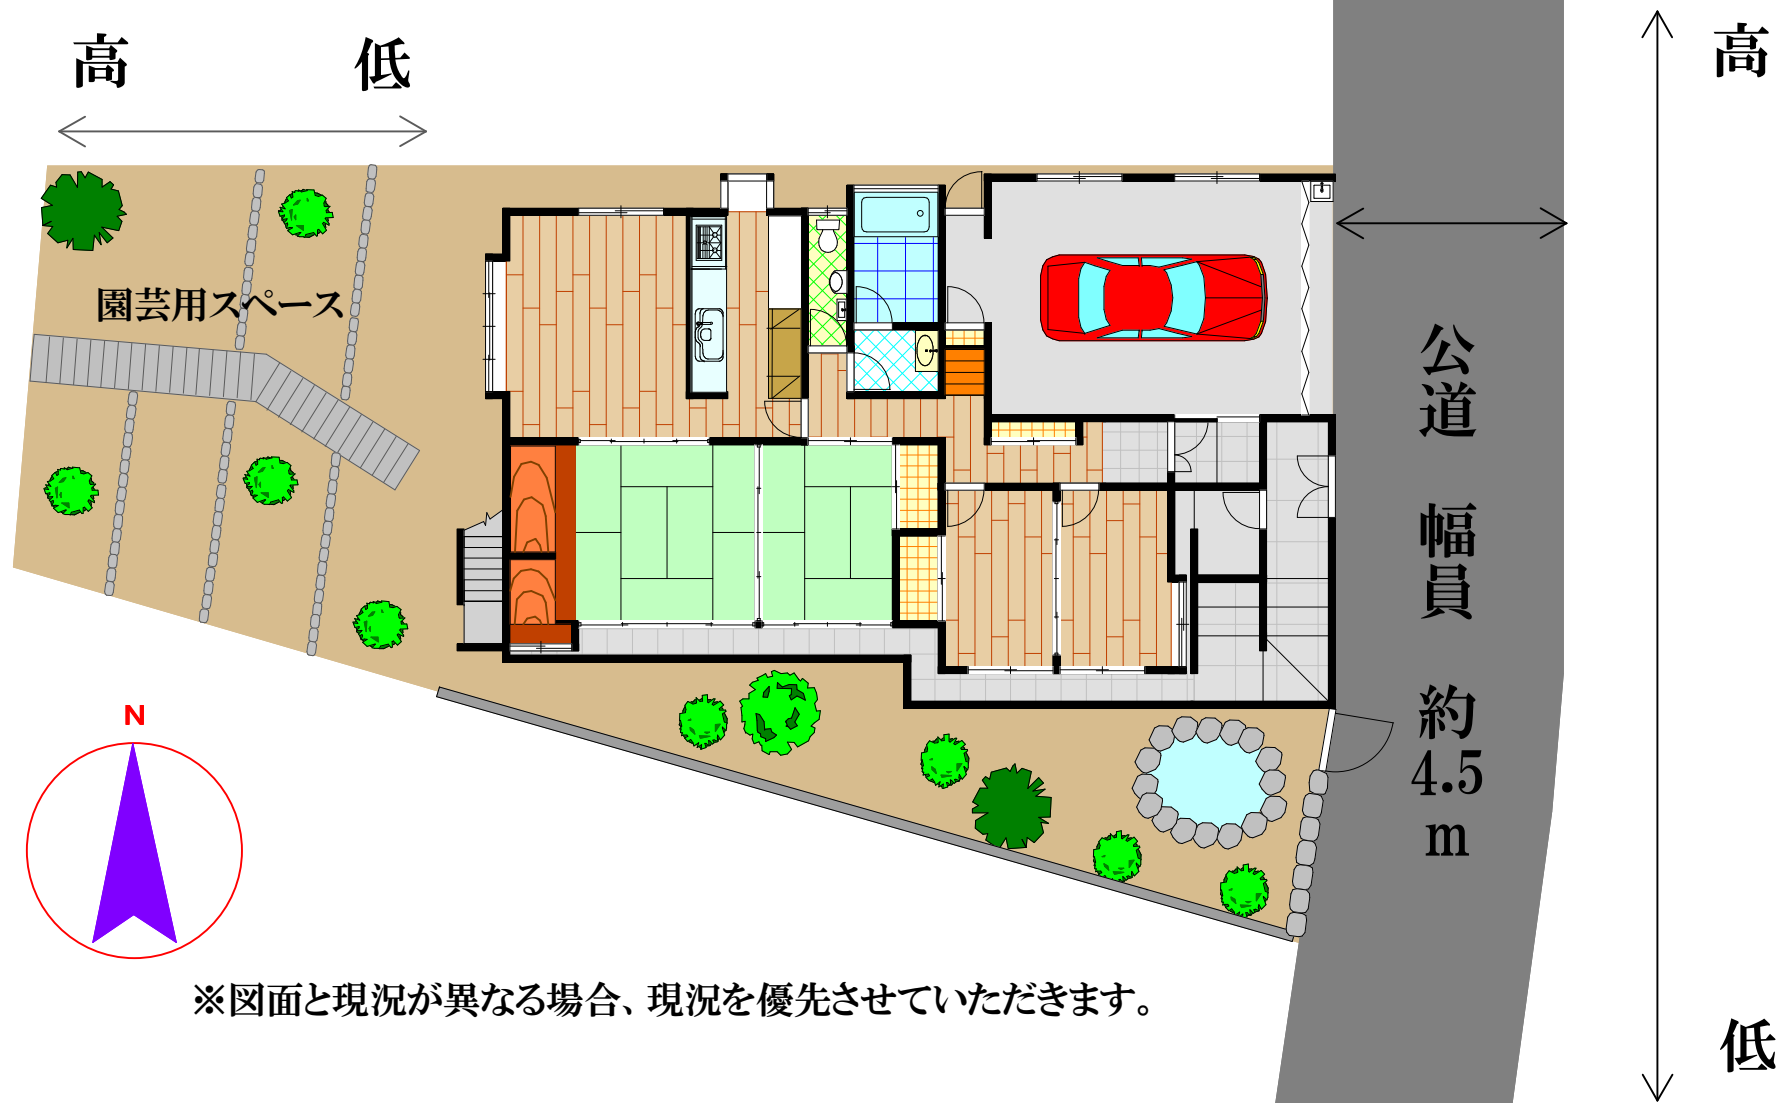 高 低
高
園芸用スペース
公道 幅員 約4.5m
N
※図面と現況が異なる場合、現況を優先させていただきます。
低